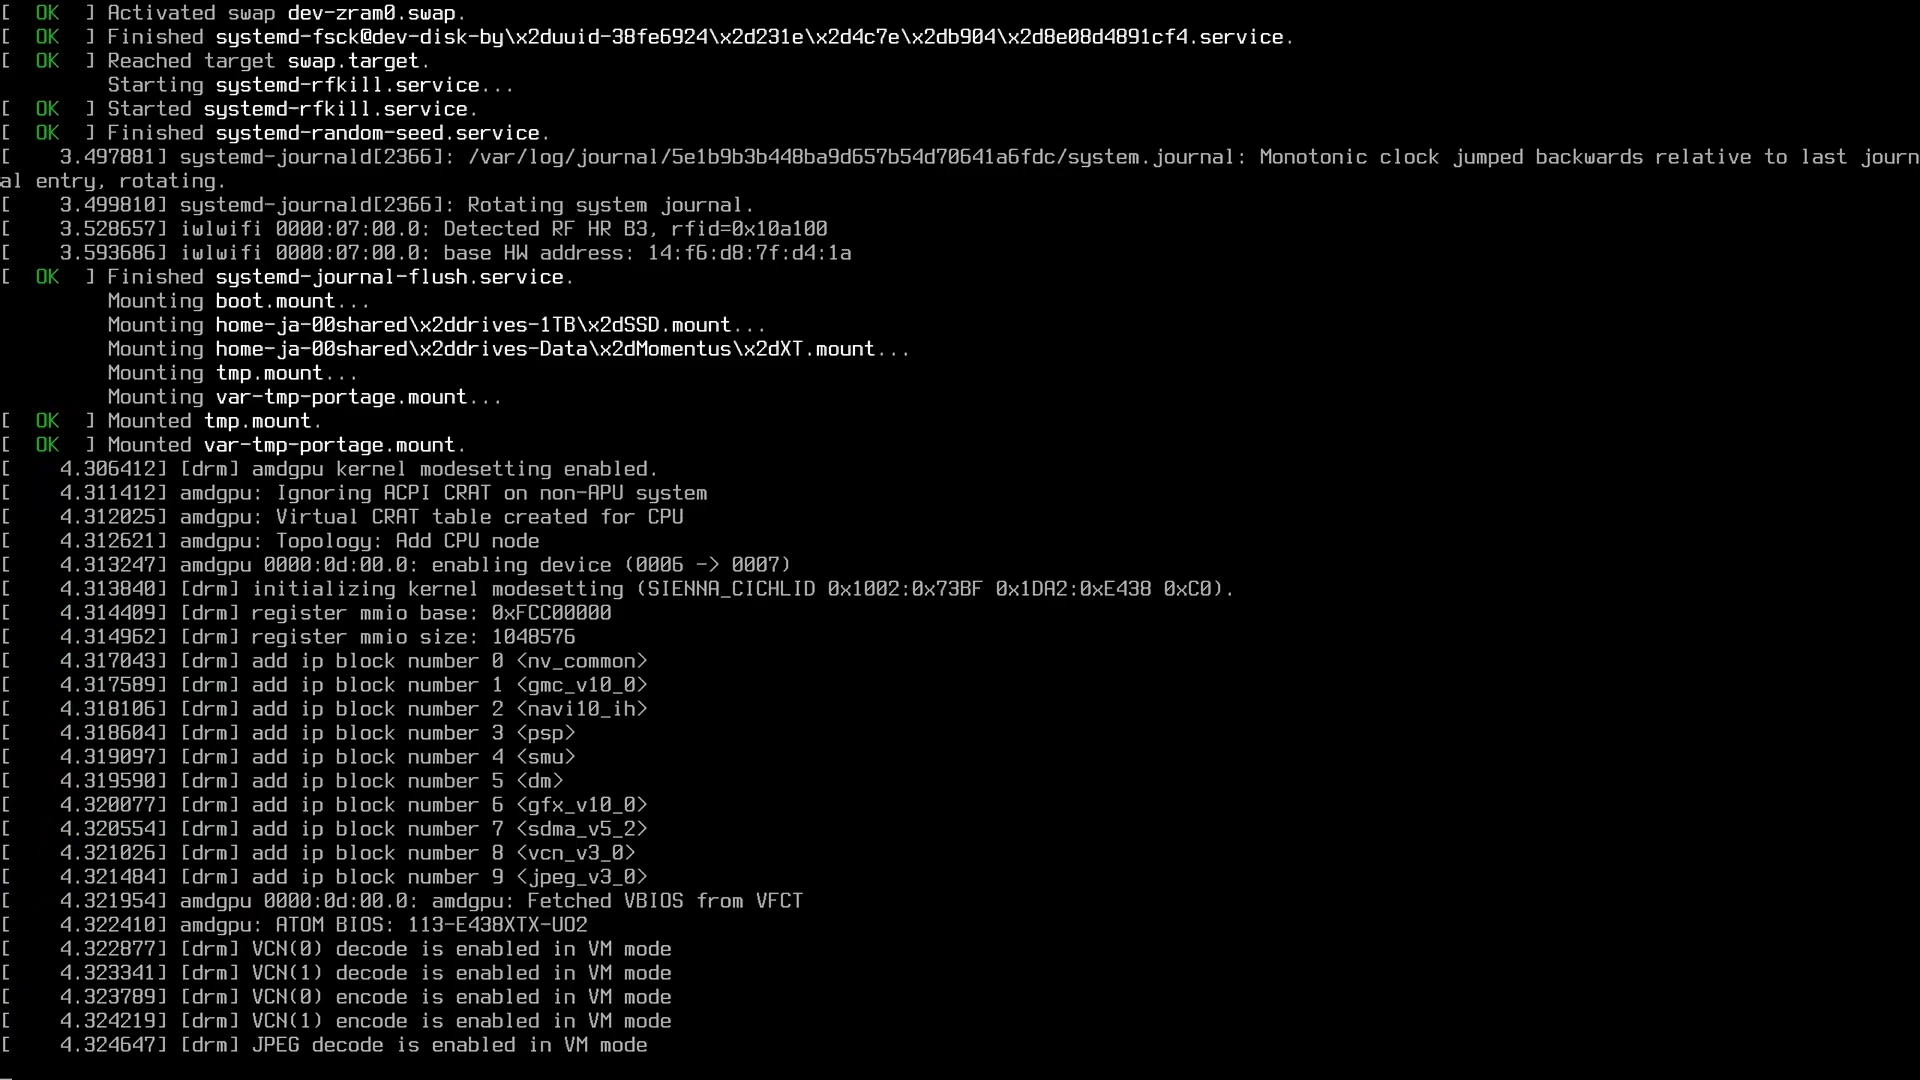 [  OK  ] Activated swap dev-zram0.swap.
[  OK  ] Finished systemd-fsck@dev-disk-by\x2duuid-38fe6924\x2d231e\x2d4c7e\x2db904\x2d8e08d4891cf4.service.
[  OK  ] Reached target swap.target.
         Starting systemd-rfkill.service...
[  OK  ] Started systemd-rfkill.service.
[  OK  ] Finished systemd-random-seed.service.
[    3.497881] systemd-journald[2366]: /var/log/journal/5e1b9b3b448ba9d657b54d70641a6fdc/system.journal: Monotonic clock jumped backwards relative to last journ
al entry, rotating.
[    3.499810] systemd-journald[2366]: Rotating system journal.
[    3.528657] iwlwifi 0000:07:00.0: Detected RF HR B3, rfid=0x10a100
[    3.593686] iwlwifi 0000:07:00.0: base HW address: 14:f6:d8:7f:d4:1a
[  OK  ] Finished systemd-journal-flush.service.
         Mounting boot.mount...
         Mounting home-ja-00shared\x2ddrives-1TB\x2dSSD.mount...
         Mounting home-ja-00shared\x2ddrives-Data\x2dMomentus\x2dXT.mount...
         Mounting tmp.mount...
         Mounting var-tmp-portage.mount...
[  OK  ] Mounted tmp.mount.
[  OK  ] Mounted var-tmp-portage.mount.
[    4.306412] [drm] amdgpu kernel modesetting enabled.
[    4.311412] amdgpu: Ignoring ACPI CRAT on non-APU system
[    4.312025] amdgpu: Virtual CRAT table created for CPU
[    4.312621] amdgpu: Topology: Add CPU node
[    4.313247] amdgpu 0000:0d:00.0: enabling device (0006 -> 0007)
[    4.313840] [drm] initializing kernel modesetting (SIENNA_CICHLID 0x1002:0x73BF 0x1DA2:0xE438 0xC0).
[    4.314409] [drm] register mmio base: 0xFCC00000
[    4.314962] [drm] register mmio size: 1048576
[    4.317043] [drm] add ip block number 0 <nv_common>
[    4.317589] [drm] add ip block number 1 <gmc_v10_0>
[    4.318106] [drm] add ip block number 2 <navi10_ih>
[    4.318604] [drm] add ip block number 3 <psp>
[    4.319097] [drm] add ip block number 4 <smu>
[    4.319590] [drm] add ip block number 5 <dm>
[    4.320077] [drm] add ip block number 6 <gfx_v10_0>
[    4.320554] [drm] add ip block number 7 <sdma_v5_2>
[    4.321026] [drm] add ip block number 8 <vcn_v3_0>
[    4.321484] [drm] add ip block number 9 <jpeg_v3_0>
[    4.321954] amdgpu 0000:0d:00.0: amdgpu: Fetched VBIOS from VFCT
[    4.322410] amdgpu: ATOM BIOS: 113-E438XTX-UO2
[    4.322877] [drm] VCN(0) decode is enabled in VM mode
[    4.323341] [drm] VCN(1) decode is enabled in VM mode
[    4.323789] [drm] VCN(0) encode is enabled in VM mode
[    4.324219] [drm] VCN(1) encode is enabled in VM mode
[    4.324647] [drm] JPEG decode is enabled in VM mode